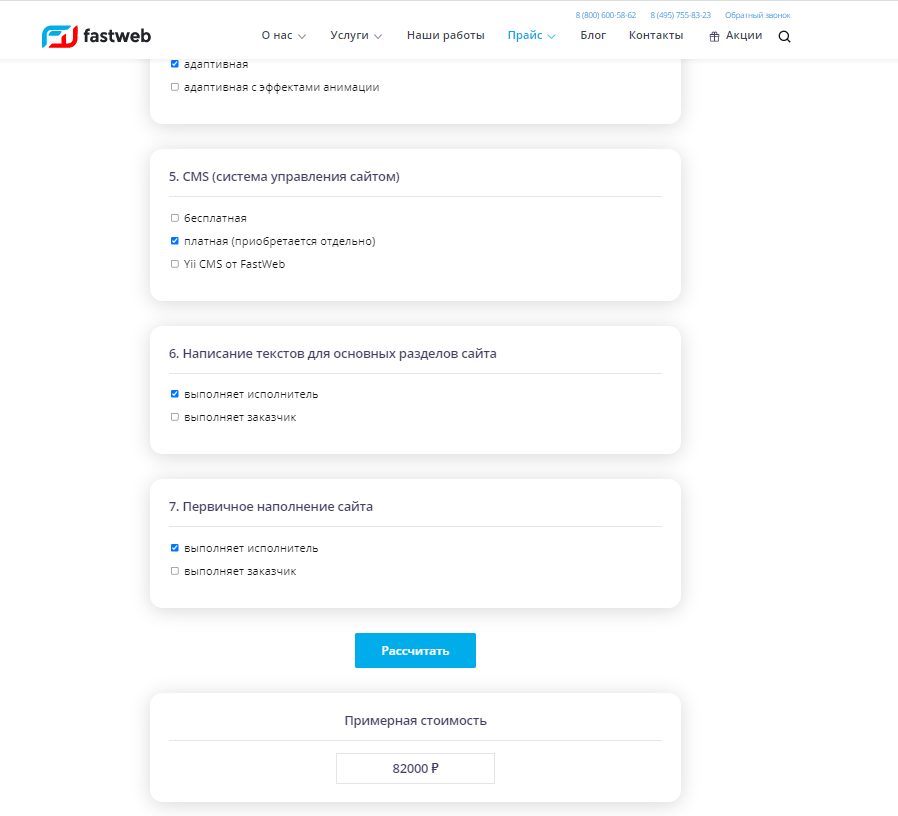 8 (800) 600-58-62 8 (495) 755-83-23 Обратный звонок
fastweb О нас Услуги Наши работы Прайс Блог Контакты Акции
адаптивная
адаптивная с эффектами анимации
5. CMS (система управления сайтом)
бесплатная
платная (приобретается отдельно)
Yii CMS от FastWeb
6. Написание текстов для основных разделов сайта
выполняет исполнитель
выполняет заказчик
7. Первичное наполнение сайта
выполняет исполнитель
выполняет заказчик
Рассчитать
Примерная стоимость
82000 ₽